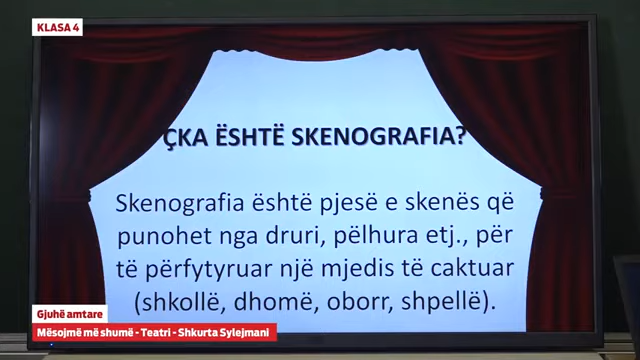 KLASA 4
ÇKA ËSHTË SKENOGRAFIA?
Skenografia është pjesë e skenës që
punohet nga druri, pëlhura etj., për
të përfytyruar një mjedis të caktuar
(shkollë, dhomë, oborr, shpellë).
Gjuhë amtare
Mësojmë më shumë - Teatri - Shkurta Sylejmani